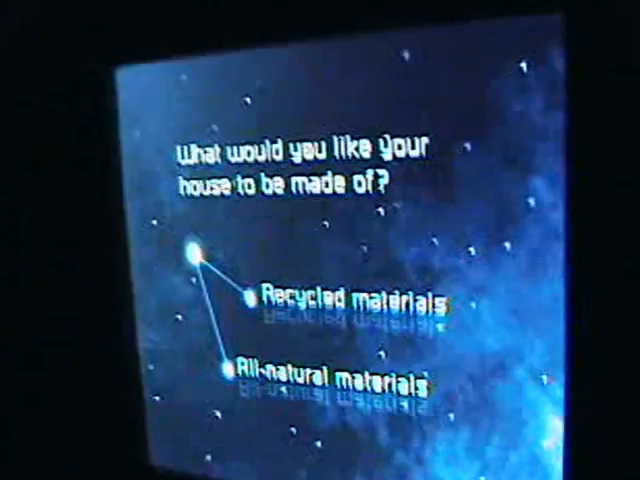 What would you like your
house to be made of?
Recycled materials
All-natural materials